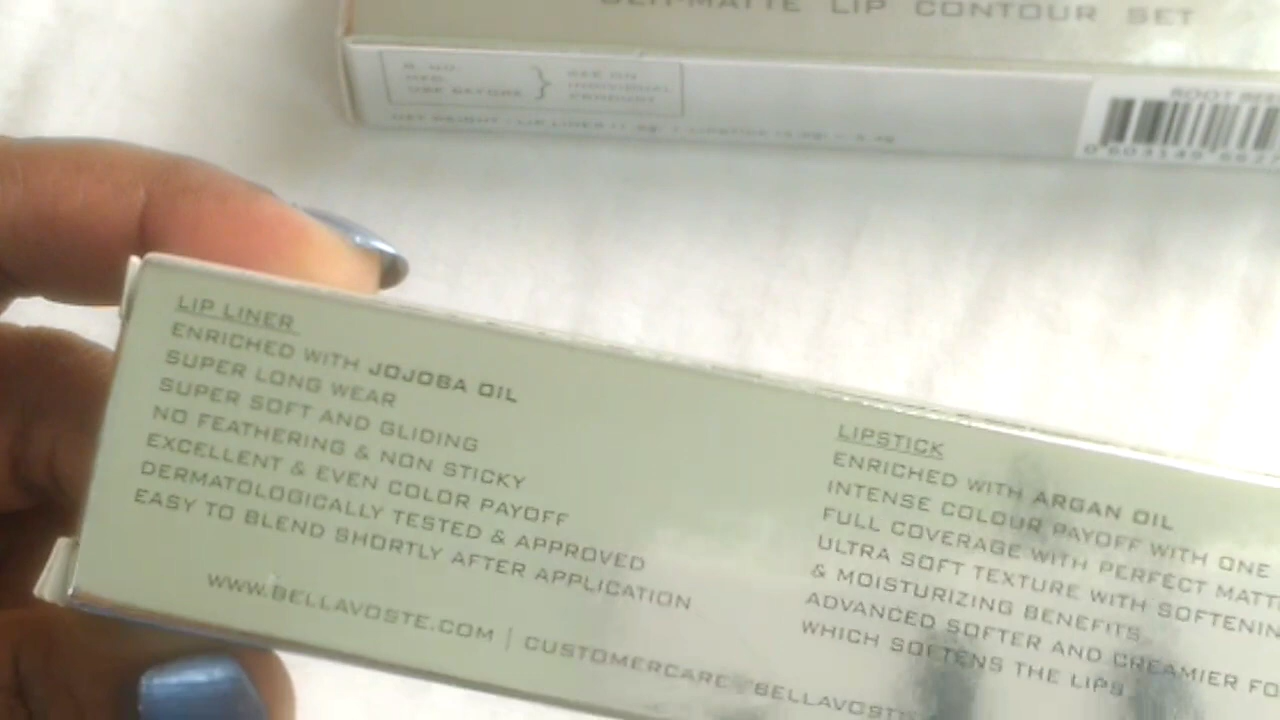 LIP CONTOUR SET
USE BEFORE
LIP LINER
ENRICHED WITH JOJOBA OIL
SUPER LONG WEAR
SUPER SOFT AND GLIDING
NO FEATHERING & NON STICKY
EXCELLENT & EVEN COLOR PAYOFF
DERMATOLOGICALLY TESTED & APPROVED
EASY TO BLEND SHORTLY AFTER APPLICATION
LIPSTICK
ENRICHED WITH ARGAN OIL
INTENSE COLOUR PAYOFF WITH ONE
FULL COVERAGE WITH PERFECT
ULTRA SOFT TEXTURE WITH
& MOISTURIZING BENEFITS
ADVANCED SOFTER AND CREAMIER
WHICH SOFTENS THE LIPS
WWW.BELLAVOSTE.COM | CUSTOMERCARE